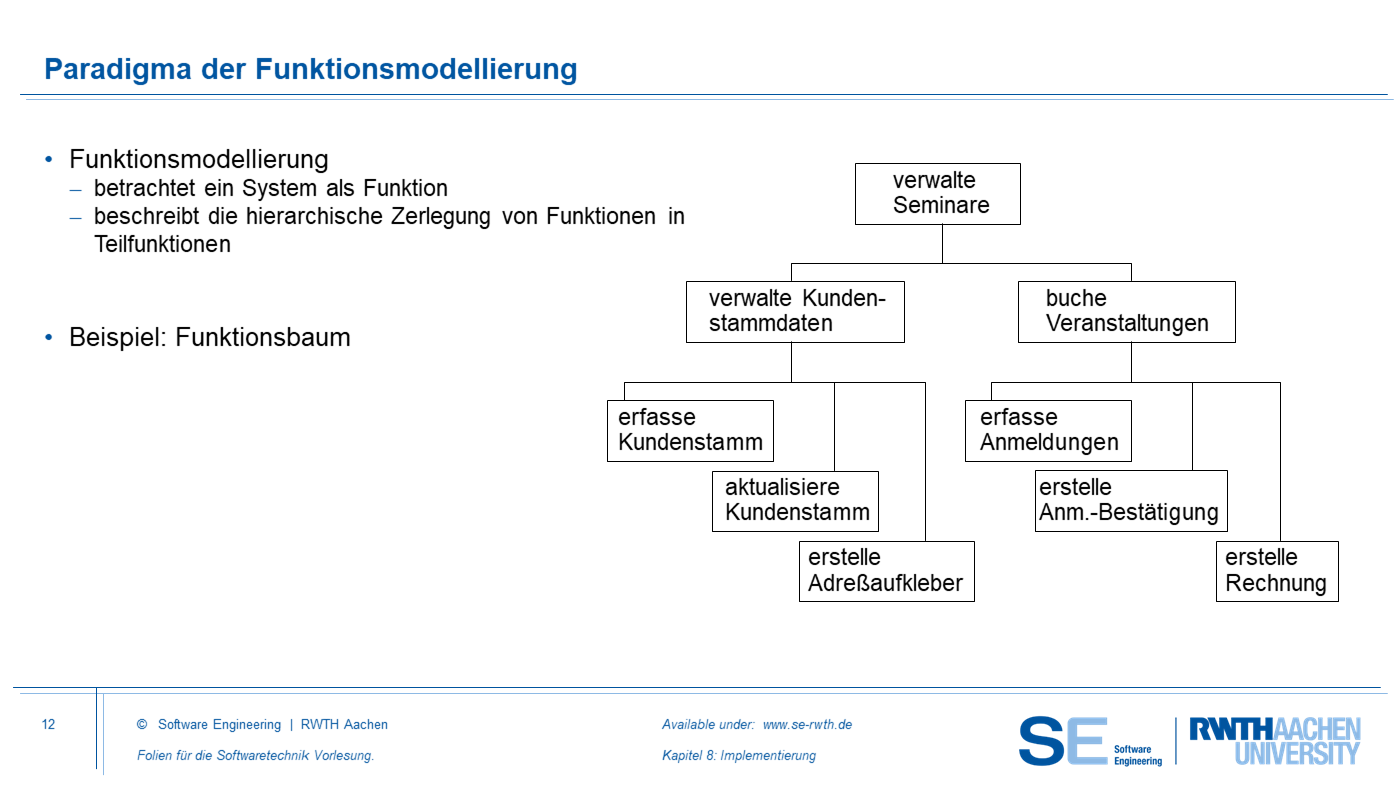 Paradigma der Funktionsmodellierung
• Funktionsmodellierung
– betrachtet ein System als Funktion
– beschreibt die hierarchische Zerlegung von Funktionen in
Teilfunktionen
• Beispiel: Funktionsbaum
verwalte
Seminare
verwalte Kunden-
stammdaten
buche
Veranstaltungen
erfasse
Kundenstamm
aktualisiere
Kundenstamm
erstelle
Adreßaufkleber
erfasse
Anmeldungen
erstelle
Anm.-Bestätigung
erstelle
Rechnung
12
© Software Engineering | RWTH Aachen
Folien für die Softwaretechnik Vorlesung.
Available under: www.se-rwth.de
Kapitel 8: Implementierung
SE
Software
Engineering
RWTHAACHEN
UNIVERSITY